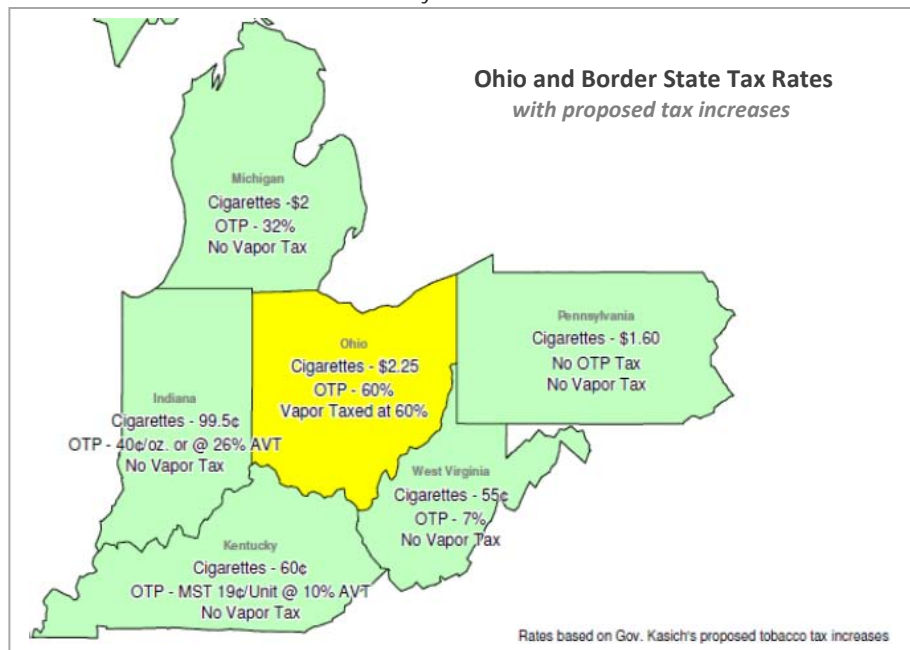 Ohio and Border State Tax Rates
with proposed tax increases
Michigan
Cigarettes -$2
OTP - 32%
No Vapor Tax
Ohio
Cigarettes - $2.25
OTP - 60%
Vapor Taxed at 60%
Pennsylvania
Cigarettes - $1.60
No OTP Tax
No Vapor Tax
Indiana
Cigarettes - 99.5¢
OTP - 40¢/oz. or @ 26% AVT
No Vapor Tax
West Virginia
Cigarettes - 55¢
OTP - 7%
No Vapor Tax
Kentucky
Cigarettes - 60¢
OTP - MST 19¢/Unit @ 10% AVT
No Vapor Tax
Rates based on Gov. Kasich's proposed tobacco tax increases